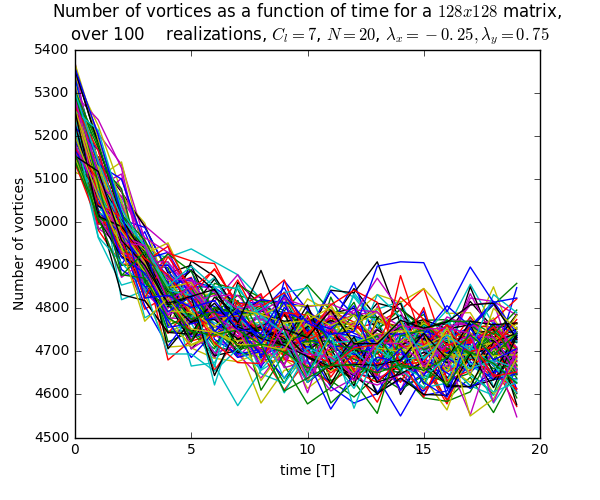 Number of vortices as a function of time for a 128x128 matrix,
over 100 realizations, C_l = 7, N = 20, λ_x = −0.25, λ_y = 0.75
5400
5300
5200
5100
5000
4900
4800
4700
4600
4500
Number of vortices
0 5 10 15 20
time [T]